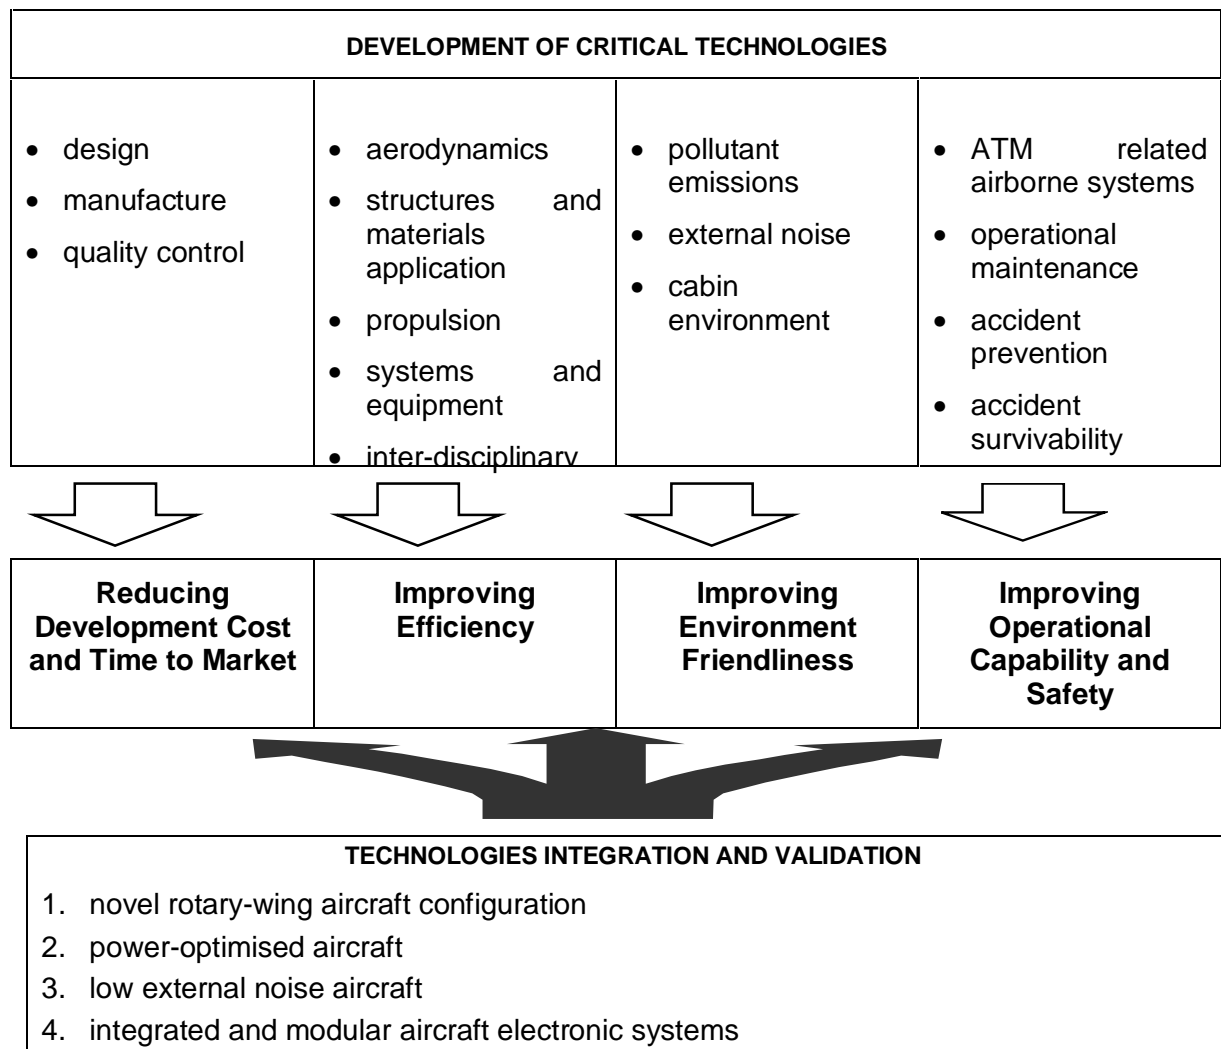 DEVELOPMENT OF CRITICAL TECHNOLOGIES
• design
• manufacture
• quality control
• aerodynamics
• structures and
materials
application
• propulsion
• systems and
equipment
• inter-disciplinary
• pollutant
emissions
• external noise
• cabin
environment
• ATM related
airborne systems
• operational
maintenance
• accident
prevention
• accident
survivability
Reducing
Development Cost
and Time to Market
Improving
Efficiency
Improving
Environment
Friendliness
Improving
Operational
Capability and
Safety
TECHNOLOGIES INTEGRATION AND VALIDATION
1. novel rotary-wing aircraft configuration
2. power-optimised aircraft
3. low external noise aircraft
4. integrated and modular aircraft electronic systems